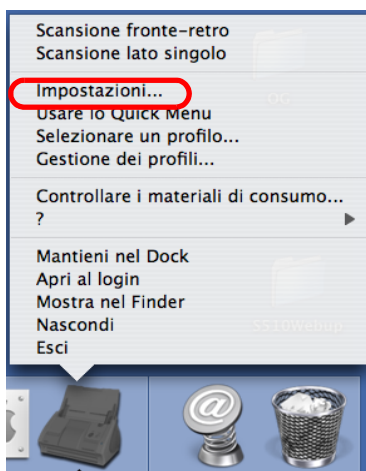 Scansione fronte-retro
Scansione lato singolo
Impostazioni...
Usare lo Quick Menu
Selezionare un profilo...
Gestione dei profili...
Controllare i materiali di consumo...
?
Mantieni nel Dock
Apri al login
Mostra nel Finder
Nascondi
Esci
@